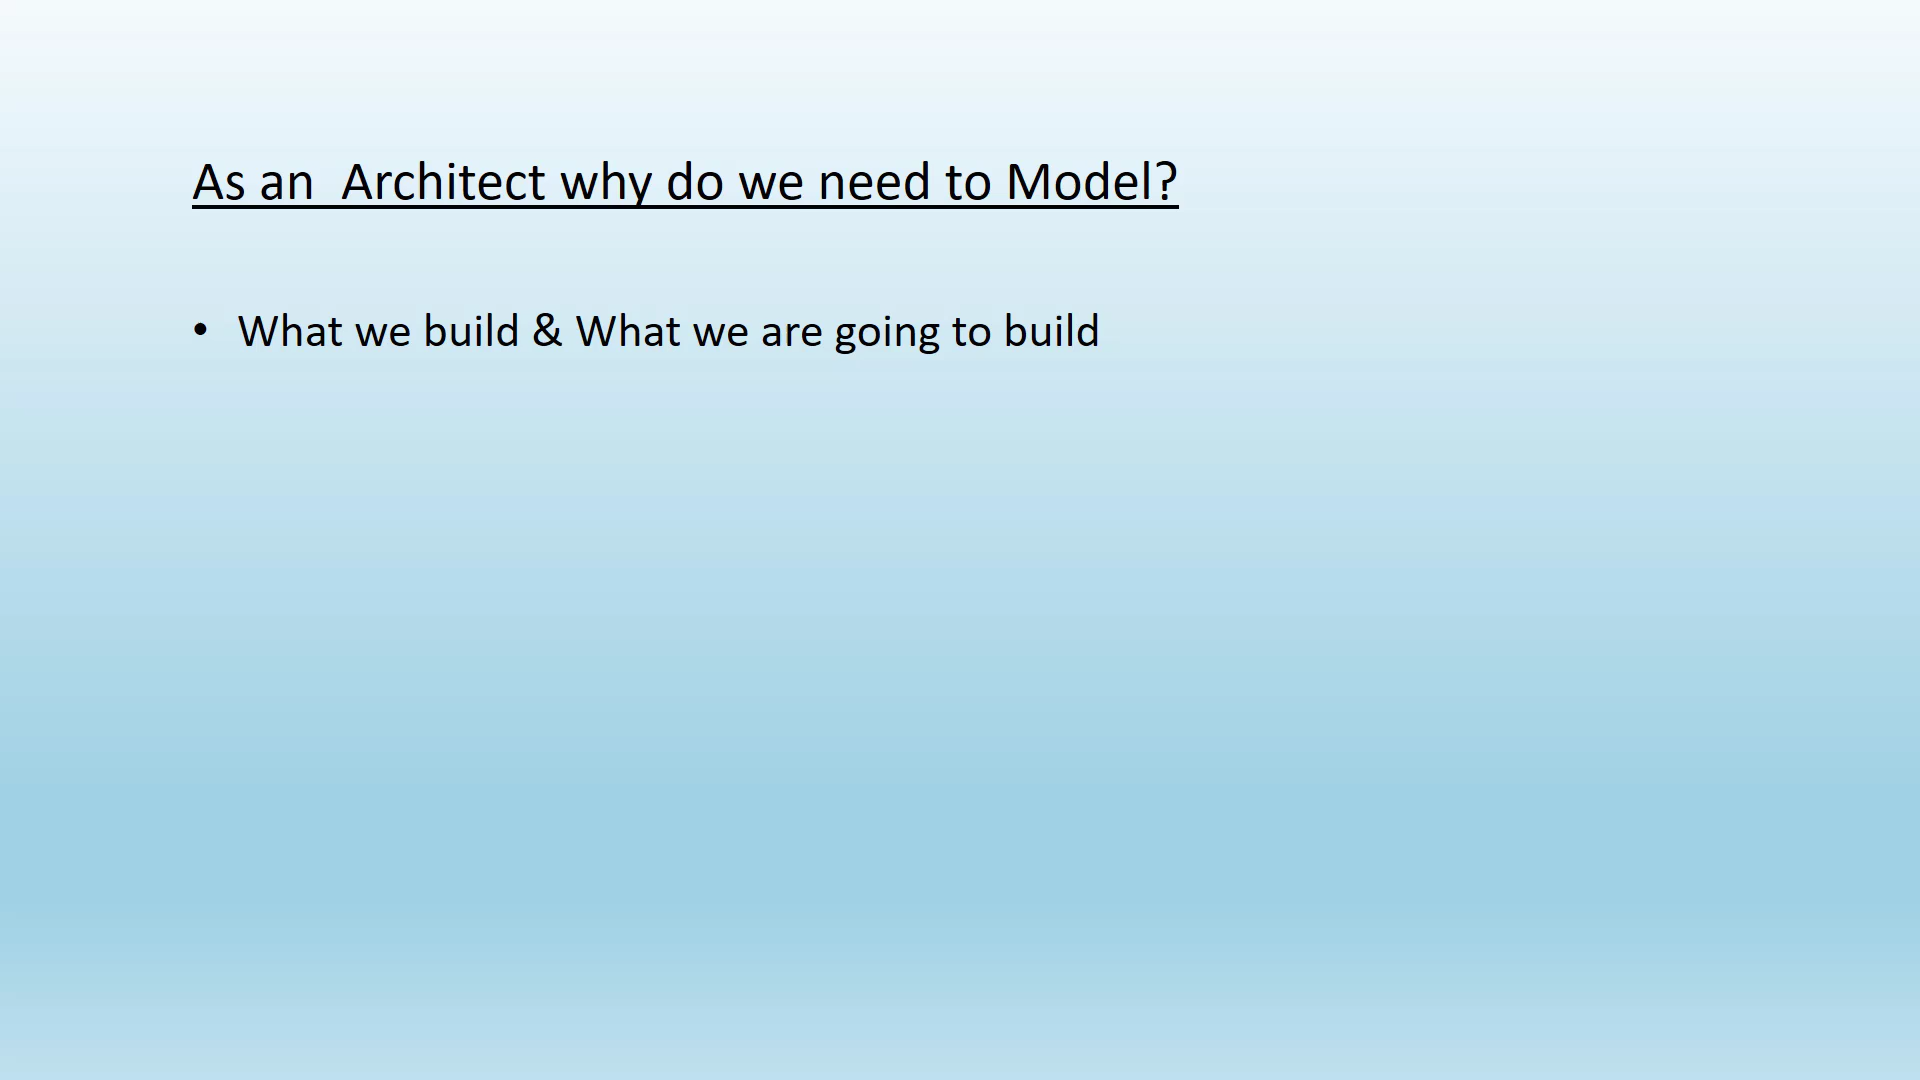 As an  Architect why do we need to Model?
• What we build & What we are going to build